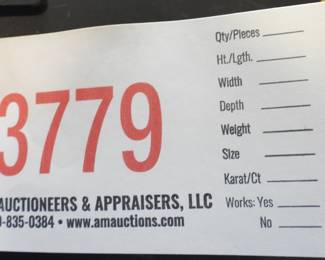 Qty/Pieces
Ht./Lgth.
Width
Depth
Weight
Size
Karat/Ct
Works: Yes
No
3779
AUCTIONEERS & APPRAISERS, LLC
-835-0384 • www.amauctions.com